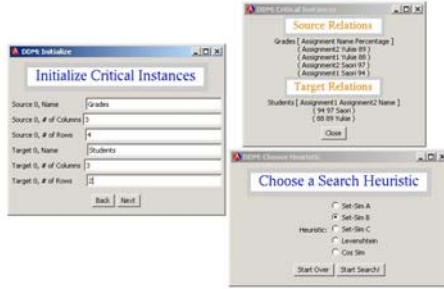 DDM: Initialize
Initialize Critical Instances
Source 0, Name Grades
Source 0, # of Columns 3
Source 0, # of Rows 4
Target 0, Name Students
Target 0, # of Columns 3
Target 0, # of Rows 2
Back Next
DDM: Critical Instances
Source Relations
Grades [ Assignment Name Percentage ]
( Assignment2 Yukie 89 )
( Assignment1 Yukie 88 )
( Assignment2 Saori 97 )
( Assignment1 Saori 94 )
Target Relations
Students [ Assignment1 Assignment2 Name ]
( 94 97 Saori )
( 88 89 Yukie )
Close
DDM: Choose Heuristic
Choose a Search Heuristic
Set-Sim A
Set-Sim B
Heuristic: Set-Sim C
Levenshtein
Cos Sim
Start Over Start Search!